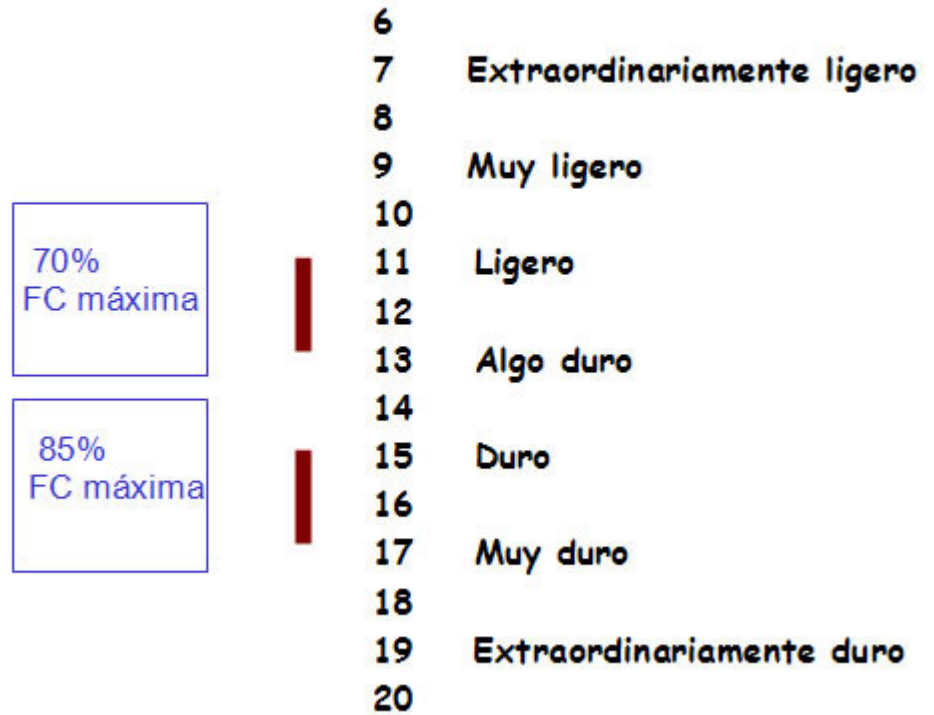 6
7 Extraordinariamente ligero
8
9 Muy ligero
10
11 Ligero
12
13 Algo duro
14
15 Duro
16
17 Muy duro
18
19 Extraordinariamente duro
20
70%
FC máxima
85%
FC máxima